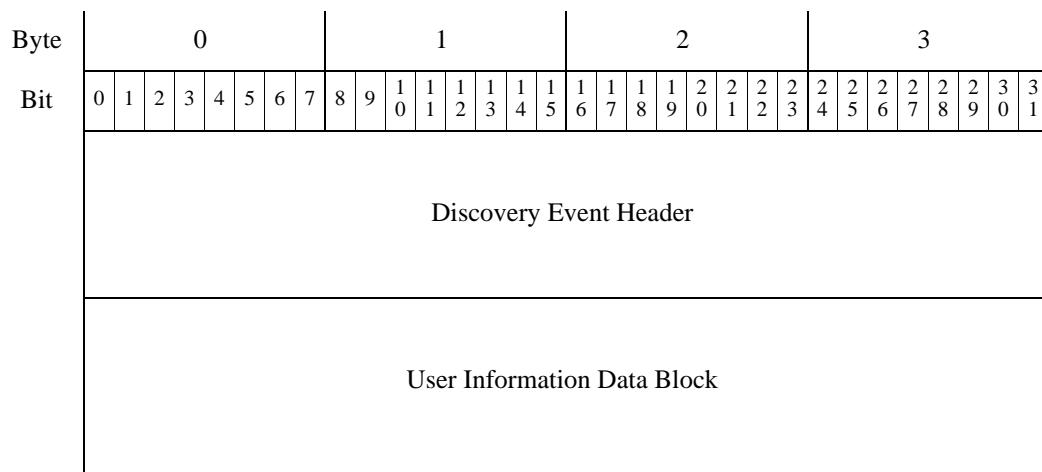 Byte 0 1 2 3
Bit 0 1 2 3 4 5 6 7 8 9 10 11 12 13 14 15 16 17 18 19 20 21 22 23 24 25 26 27 28 29 30 31
Discovery Event Header
User Information Data Block